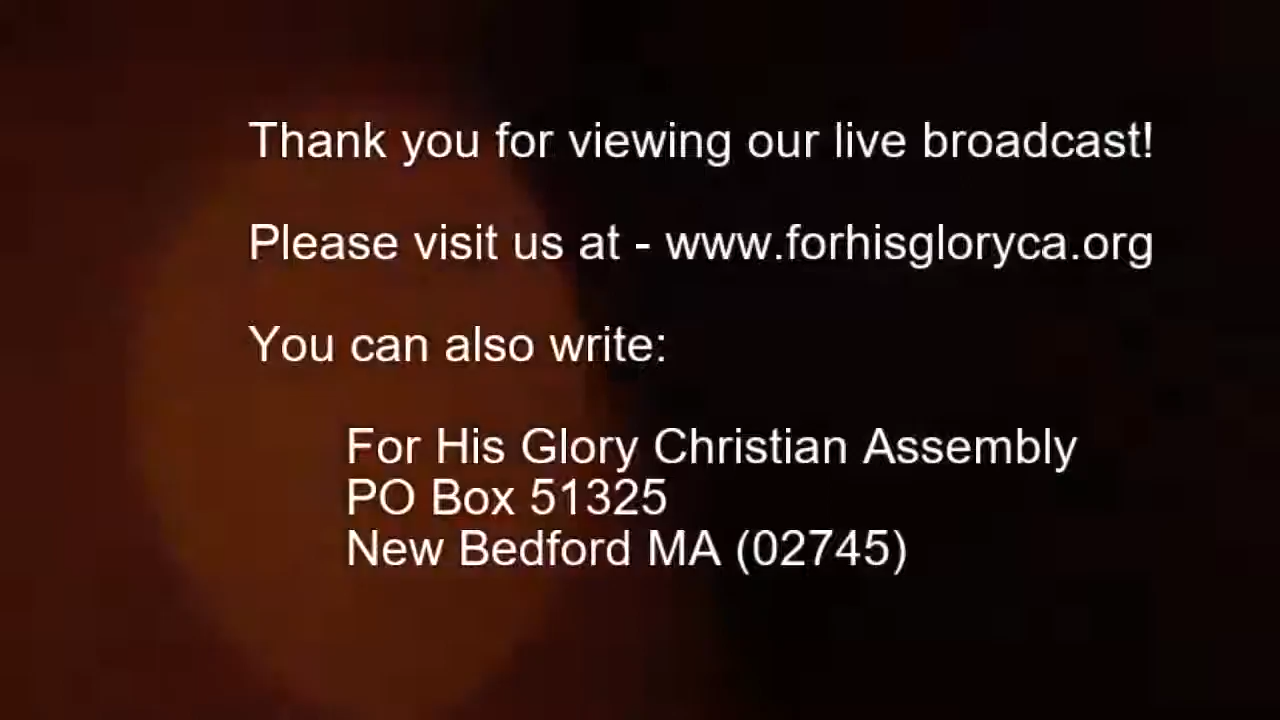 Thank you for viewing our live broadcast!
Please visit us at - www.forhisgloryca.org
You can also write:
For His Glory Christian Assembly
PO Box 51325
New Bedford MA (02745)